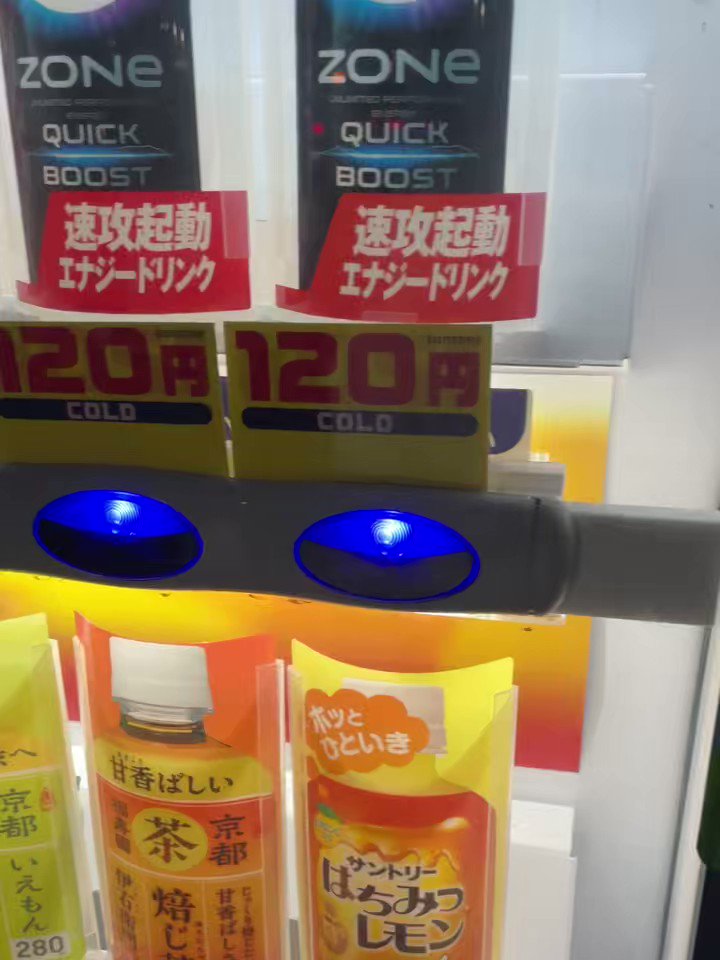 ZONe
QUICK
BOOST
速攻起動
エナジードリンク
ZONe
QUICK
BOOST
速攻起動
エナジードリンク
120円
COLD
120円
COLD
京都
いえもん
280
甘香ばしい
茶
京都
焙じ
甘香ばし
ホッと
ひといき
サントリー
はちみつ
レモン